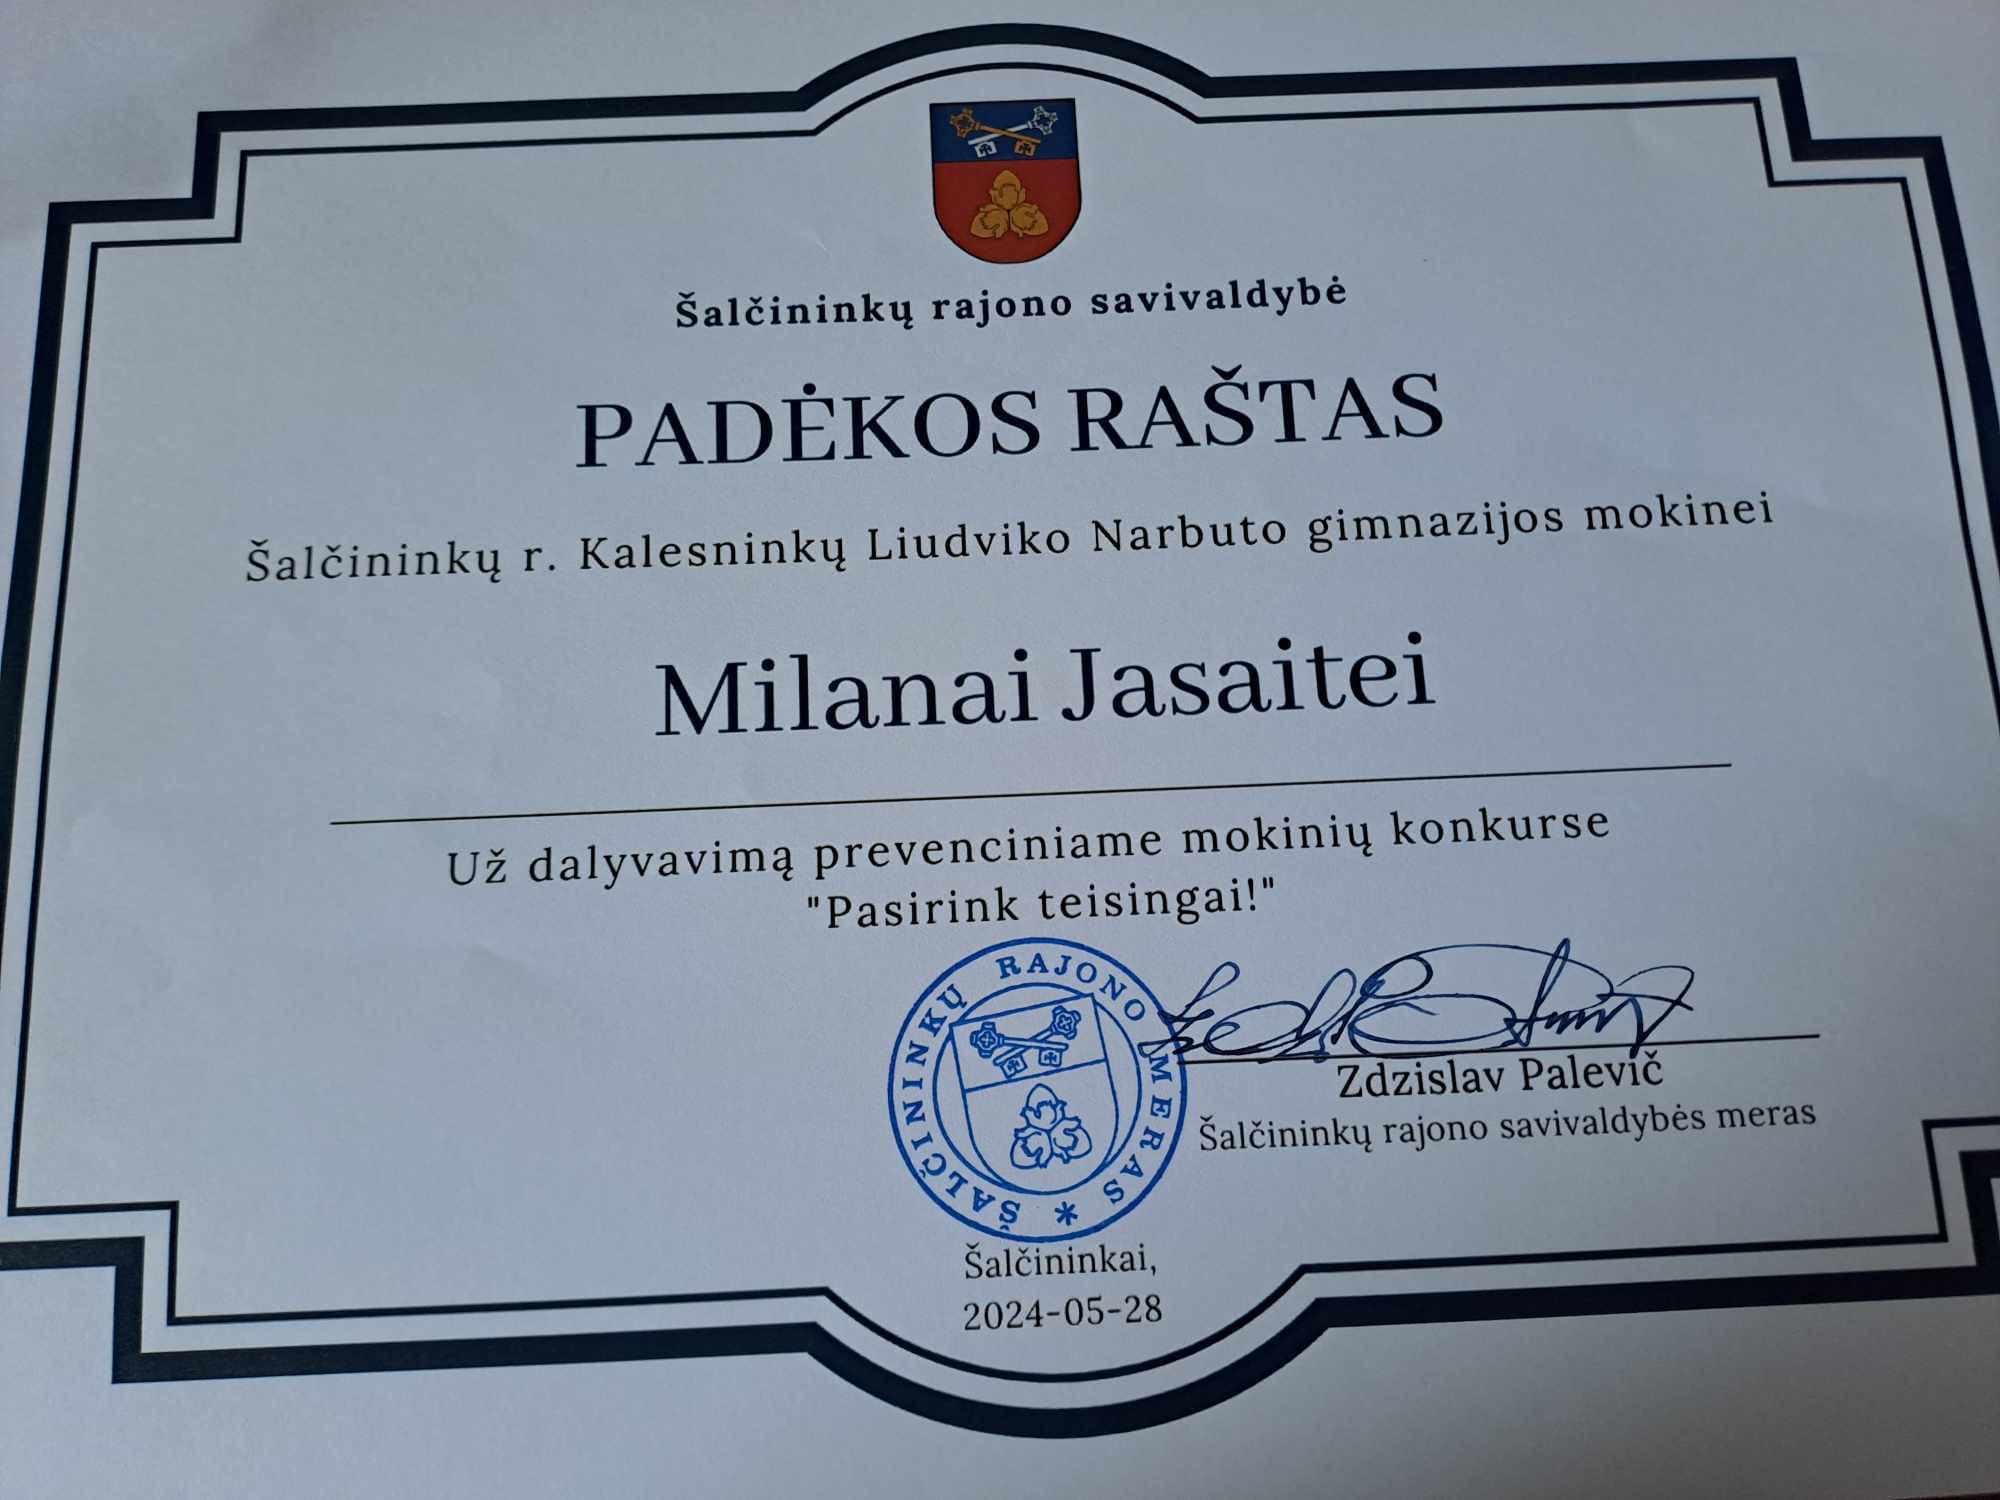 Šalčininkų rajono savivaldybė
PADĖKOS RAŠTAS
Šalčininkų r. Kalesninkų Liudviko Narbuto gimnazijos mokinei
Milanai Jasaitei
Už dalyvavimą prevenciniame mokinių konkurse
"Pasirink teisingai!"
ŠALČININKŲ RAJONO MERAS *
Zdzislav Palevič
Šalčininkų rajono savivaldybės meras
Šalčininkai,
2024-05-28